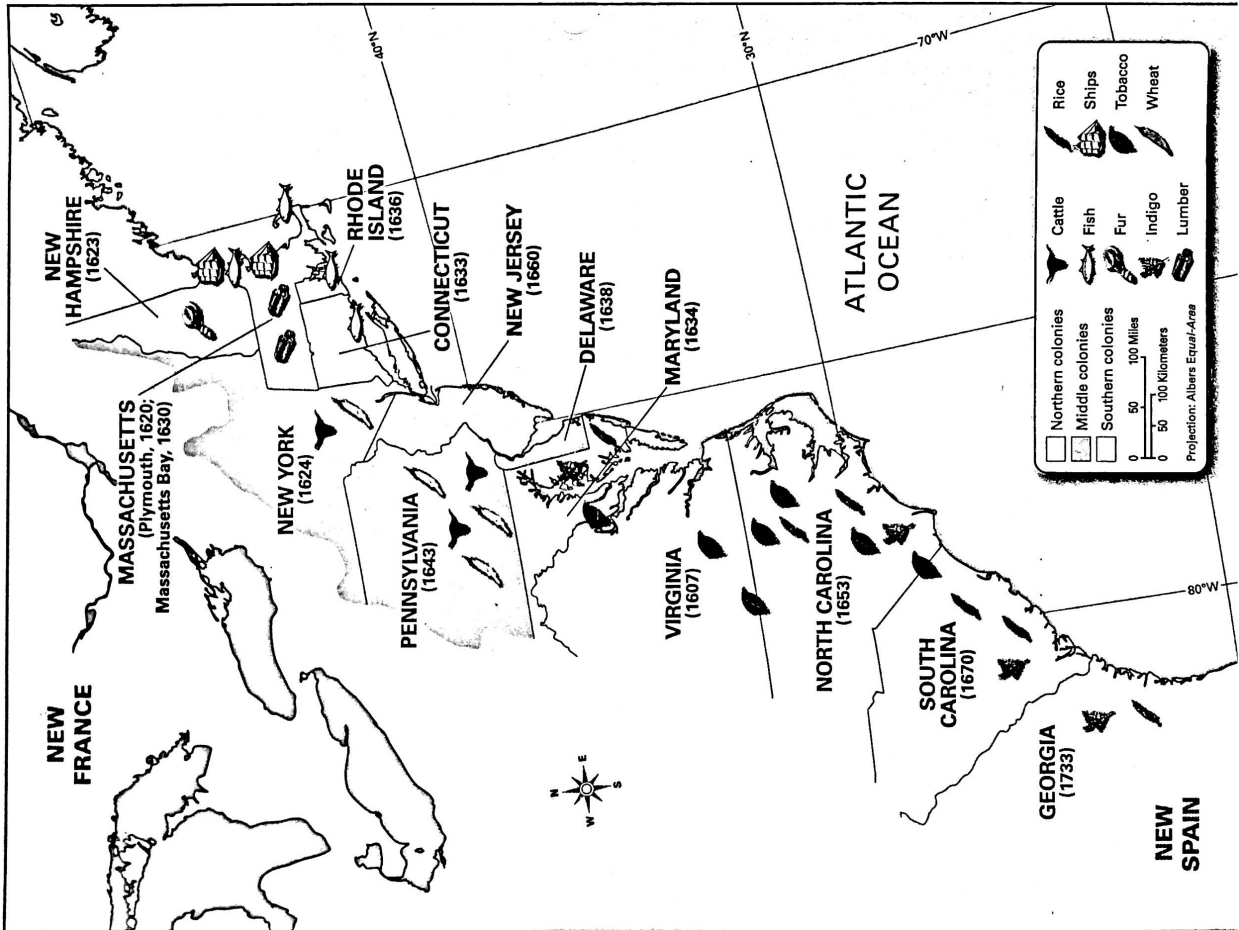 NEW
FRANCE
MASSACHUSETTS
(Plymouth, 1620;
Massachusetts Bay, 1630)
NEW
HAMPSHIRE
(1623)
NEW YORK
(1624)
PENNSYLVANIA
(1643)
RHODE
ISLAND
(1636)
CONNECTICUT
(1633)
NEW JERSEY
(1660)
DELAWARE
(1638)
MARYLAND
(1634)
VIRGINIA
(1607)
NORTH CAROLINA
(1653)
SOUTH
CAROLINA
(1670)
GEORGIA
(1733)
NEW
SPAIN
ATLANTIC
OCEAN
40°N
30°N
70°W
80°W
N
E
S
W
Northern colonies
Middle colonies
Southern colonies
0 50 100 Miles
0 50 100 Kilometers
Projection: Albers Equal-Area
Cattle
Fish
Fur
Indigo
Lumber
Rice
Ships
Tobacco
Wheat